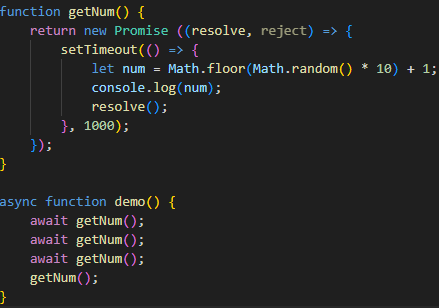 function getNum() {
    return new Promise ((resolve, reject) => {
        setTimeout(() => {
            let num = Math.floor(Math.random() * 10) + 1;
            console.log(num);
            resolve();
        }, 1000);
    });
}

async function demo() {
    await getNum();
    await getNum();
    await getNum();
    getNum();
}